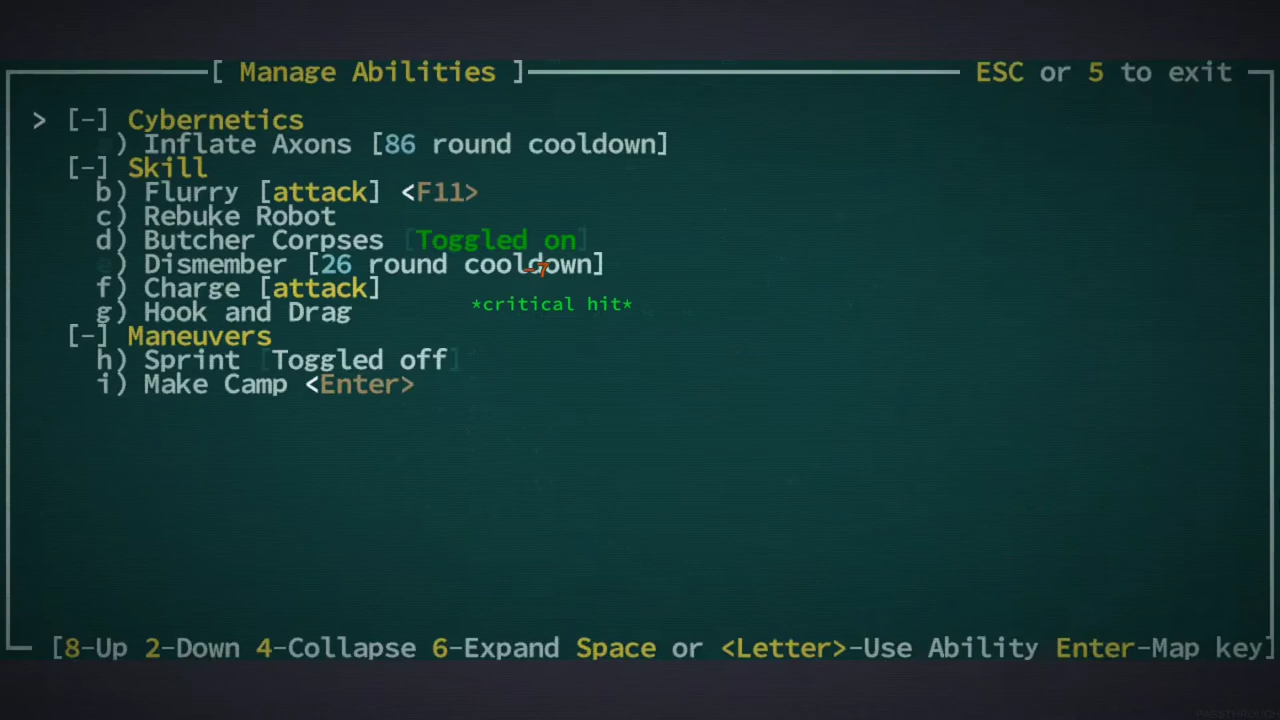 [ Manage Abilities ] ESC or 5 to exit
> [-] Cybernetics
a) Inflate Axons [86 round cooldown]
[-] Skill
b) Flurry [attack] <F11>
c) Rebuke Robot
d) Butcher Corpses [Toggled on]
e) Dismember [26 round cooldown]
-7
f) Charge [attack]
*critical hit*
g) Hook and Drag
[-] Maneuvers
h) Sprint [Toggled off]
i) Make Camp <Enter>
[8-Up 2-Down 4-Collapse 6-Expand Space or <Letter>-Use Ability Enter-Map key]